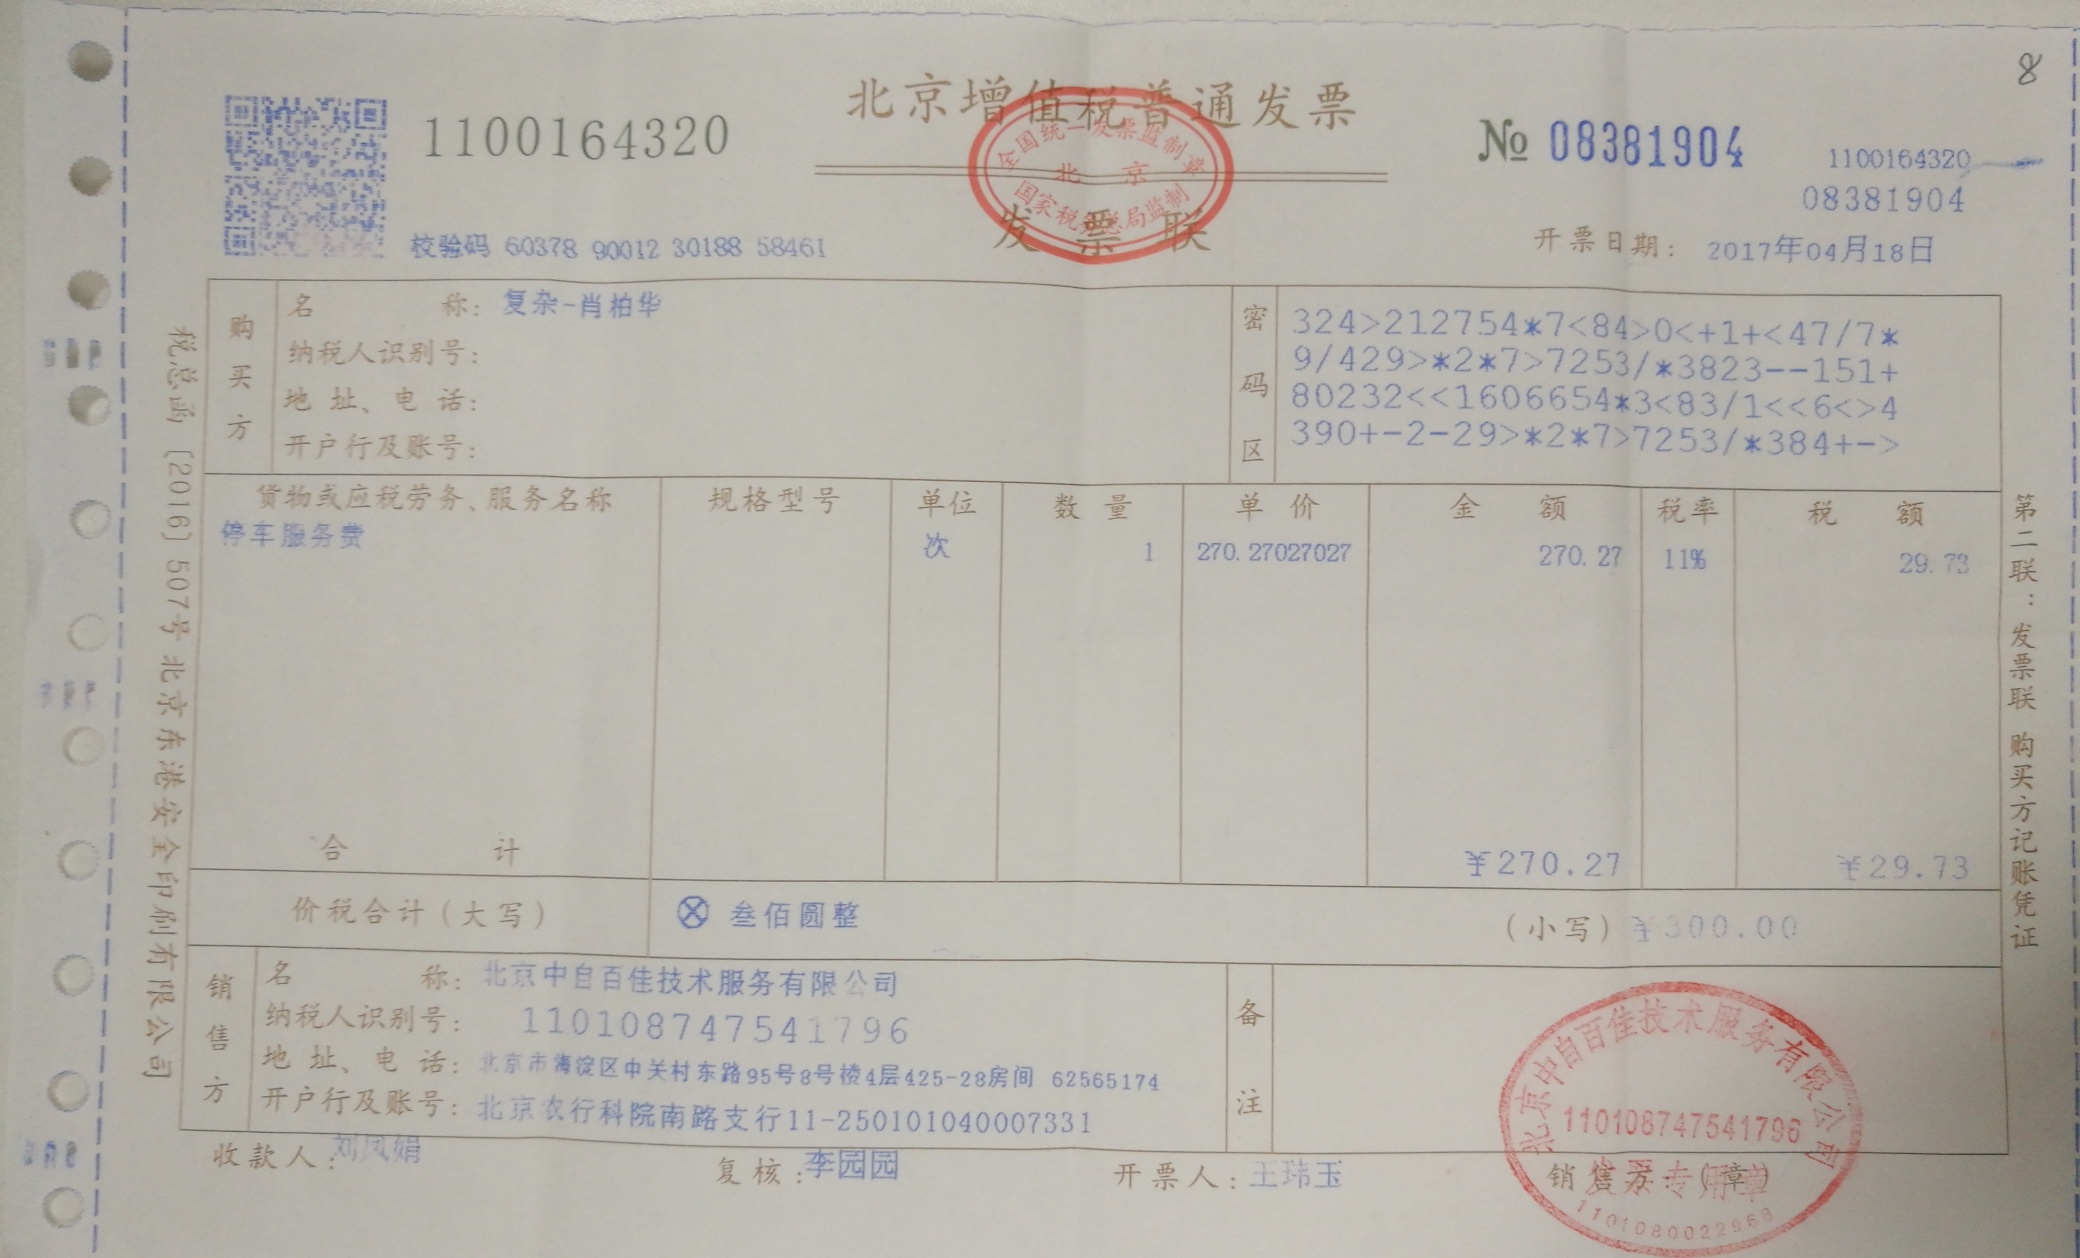 8
北京增值税普通发票
1100164320
№ 08381904
1100164320
08381904
全国统一发票监制章
北京
国家税务总局监制
发票联
校验码 60378 90012 30188 58461
开票日期: 2017年04月18日
购买方
名称: 复杂-肖柏华
纳税人识别号:
地址、电话:
开户行及账号:
密码区
324>212754*7<84>0<+1+<47/7*
9/429>*2*7>7253/*3823--151+
80232<<1606654*3<83/1<<6<>4
390+-2-29>*2*7>7253/*384+->
货物或应税劳务、服务名称 规格型号 单位 数量 单价 金额 税率 税额
停车服务费 次 1 270.27027027 270.27 11% 29.73
合计 ¥270.27 ¥29.73
价税合计(大写) ⊗ 叁佰圆整 (小写) ¥300.00
销售方
名称: 北京中自百佳技术服务有限公司
纳税人识别号: 110108747541796
地址、电话: 北京市海淀区中关村东路95号8号楼4层425-28房间 62565174
开户行及账号: 北京农行科院南路支行11-250101040007331
备注
收款人: 刘凤娟 复核: 李园园 开票人: 王玮玉 销售方:(章)
北京中自百佳技术服务有限公司
110108747541796
发票专用章
1101080022968
税总函〔2016〕507号北京东港安全印刷有限公司
第二联:发票联 购买方记账凭证